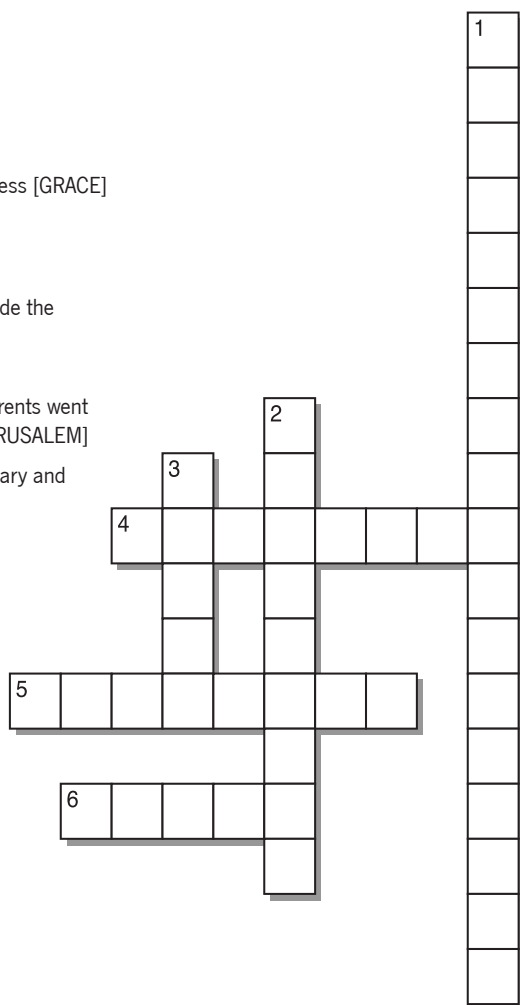 1
ess [GRACE]
de the
rents went
RUSALEM]
ary and
2
3
4
5
6